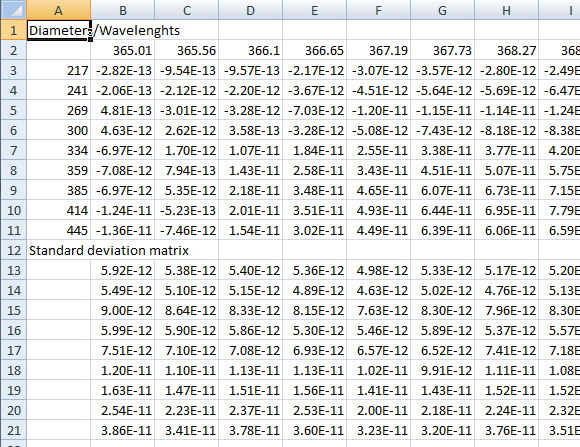 A B C D E F G H I
1 Diameters/Wavelenghts
2 365.01 365.56 366.1 366.65 367.19 367.73 368.27 368
3 217 -2.82E-13 -9.54E-13 -9.57E-13 -2.17E-12 -3.07E-12 -3.57E-12 -2.80E-12 -2.49E
4 241 -2.06E-13 -2.12E-12 -2.20E-12 -3.67E-12 -4.51E-12 -5.64E-12 -5.69E-12 -6.47E
5 269 4.81E-13 -3.01E-12 -3.28E-12 -7.03E-12 -1.20E-11 -1.15E-11 -1.14E-11 -1.24E
6 300 4.63E-12 2.62E-12 3.58E-13 -3.28E-12 -5.08E-12 -7.43E-12 -8.18E-12 -8.38E
7 334 -6.97E-12 1.70E-12 1.07E-11 1.84E-11 2.55E-11 3.38E-11 3.77E-11 4.20E
8 359 -7.08E-12 7.94E-13 1.43E-11 2.58E-11 3.43E-11 4.51E-11 5.07E-11 5.75E
9 385 -6.97E-12 5.35E-12 2.18E-11 3.48E-11 4.65E-11 6.07E-11 6.73E-11 7.15E
10 414 -1.24E-11 -5.23E-13 2.01E-11 3.51E-11 4.93E-11 6.44E-11 6.95E-11 7.79E
11 445 -1.36E-11 -7.46E-12 1.54E-11 3.02E-11 4.49E-11 6.39E-11 6.06E-11 6.59E
12 Standard deviation matrix
13 5.92E-12 5.38E-12 5.40E-12 5.36E-12 4.98E-12 5.33E-12 5.17E-12 5.20E
14 5.49E-12 5.10E-12 5.15E-12 4.89E-12 4.63E-12 5.02E-12 4.76E-12 5.13E
15 9.00E-12 8.64E-12 8.33E-12 8.15E-12 7.63E-12 8.30E-12 7.96E-12 8.30E
16 5.99E-12 5.90E-12 5.86E-12 5.30E-12 5.46E-12 5.89E-12 5.37E-12 5.57E
17 7.51E-12 7.10E-12 7.08E-12 6.93E-12 6.57E-12 6.52E-12 7.41E-12 7.18E
18 1.20E-11 1.10E-11 1.13E-11 1.13E-11 1.02E-11 9.91E-12 1.11E-11 1.08E
19 1.63E-11 1.47E-11 1.51E-11 1.56E-11 1.41E-11 1.43E-11 1.52E-11 1.52E
20 2.54E-11 2.23E-11 2.37E-11 2.53E-11 2.00E-11 2.18E-11 2.24E-11 2.32E
21 3.86E-11 3.41E-11 3.78E-11 3.60E-11 3.23E-11 3.20E-11 3.76E-11 3.51E